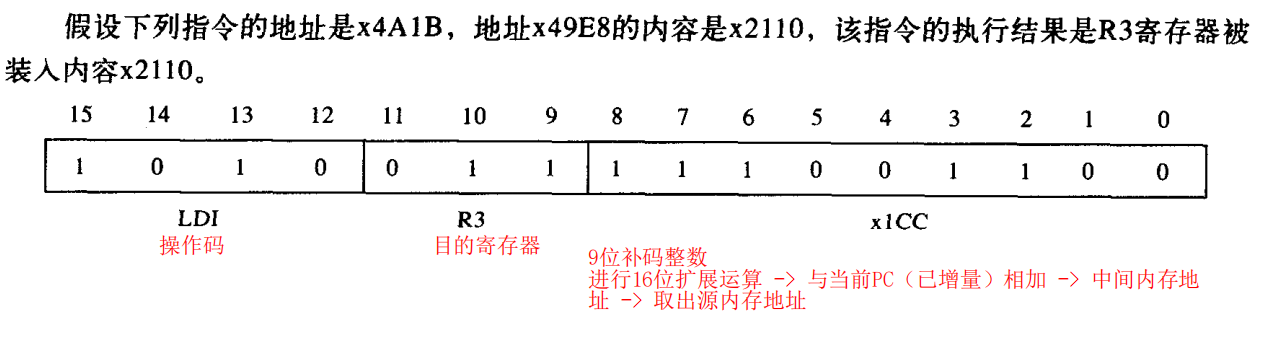 假设下列指令的地址是x4A1B，地址x49E8的内容是x2110，该指令的执行结果是R3寄存器被
装入内容x2110。
15 14 13 12 11 10 9 8 7 6 5 4 3 2 1 0
1 0 1 0 0 1 1 1 1 1 0 0 1 1 0 0
LDI R3 x1CC
操作码 目的寄存器
9位补码整数
进行16位扩展运算 -> 与当前PC（已增量）相加 -> 中间内存地
址 -> 取出源内存地址